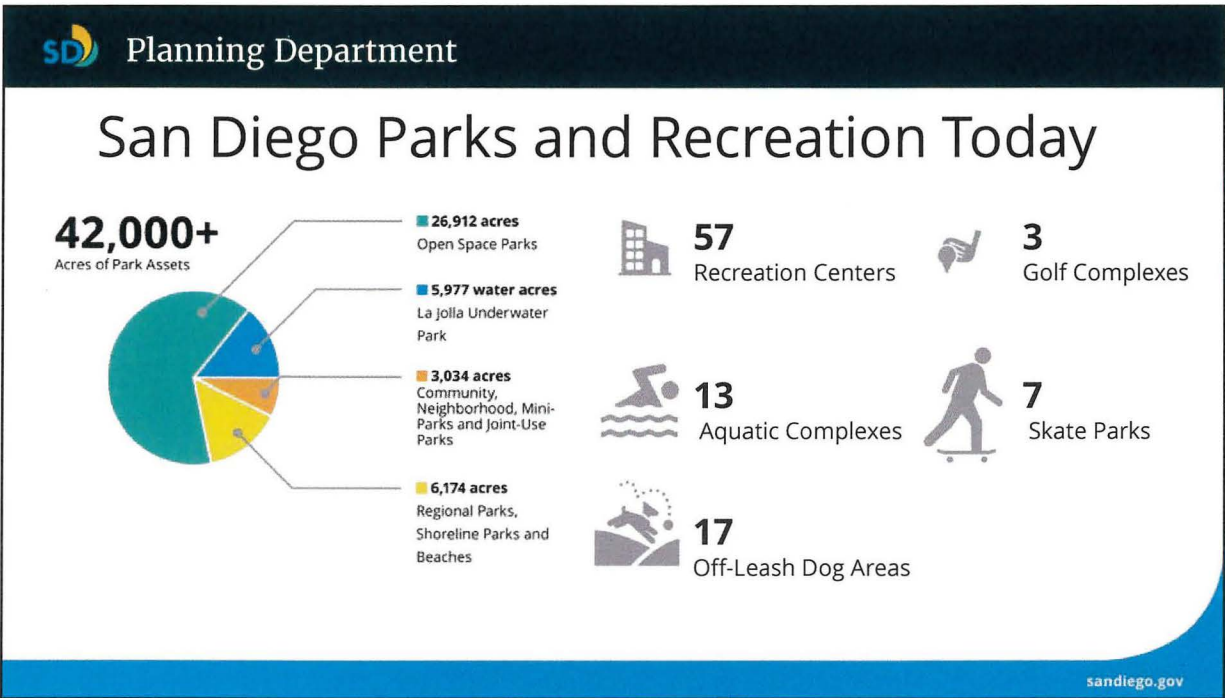 SD Planning Department
San Diego Parks and Recreation Today
42,000+
Acres of Park Assets
26,912 acres
Open Space Parks
5,977 water acres
La Jolla Underwater
Park
3,034 acres
Community,
Neighborhood, Mini-
Parks and Joint-Use
Parks
6,174 acres
Regional Parks,
Shoreline Parks and
Beaches
57
Recreation Centers
3
Golf Complexes
13
Aquatic Complexes
7
Skate Parks
17
Off-Leash Dog Areas
sandiego.gov